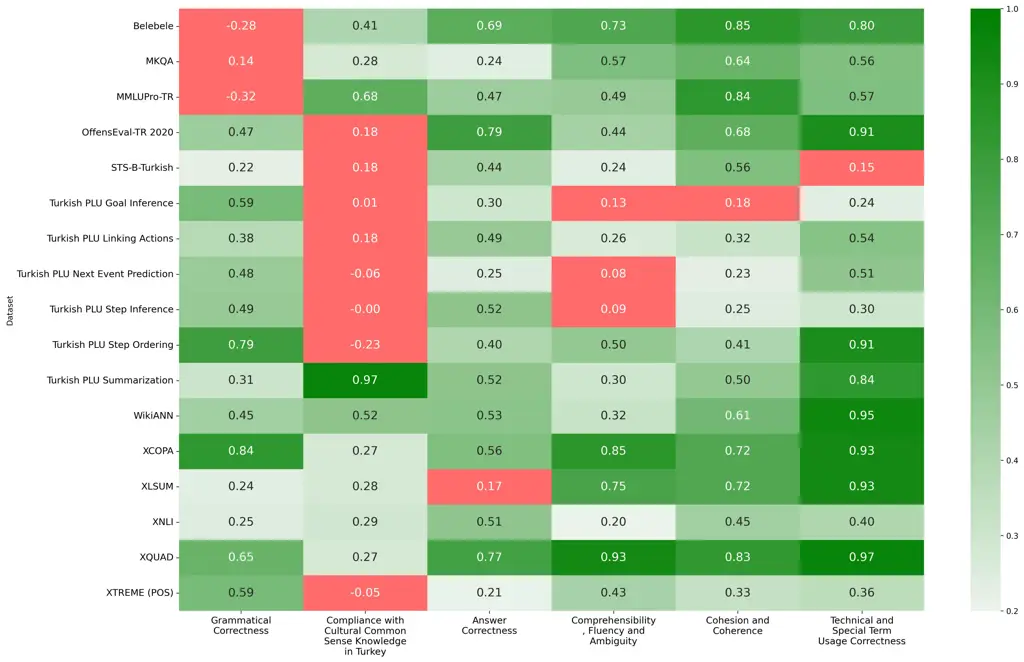 Dataset
Belebele -0.28 0.41 0.69 0.73 0.85 0.80
MKQA 0.14 0.28 0.24 0.57 0.64 0.56
MMLUPro-TR -0.32 0.68 0.47 0.49 0.84 0.57
OffensEval-TR 2020 0.47 0.18 0.79 0.44 0.68 0.91
STS-B-Turkish 0.22 0.18 0.44 0.24 0.56 0.15
Turkish PLU Goal Inference 0.59 0.01 0.30 0.13 0.18 0.24
Turkish PLU Linking Actions 0.38 0.18 0.49 0.26 0.32 0.54
Turkish PLU Next Event Prediction 0.48 -0.06 0.25 0.08 0.23 0.51
Turkish PLU Step Inference 0.49 -0.00 0.52 0.09 0.25 0.30
Turkish PLU Step Ordering 0.79 -0.23 0.40 0.50 0.41 0.91
Turkish PLU Summarization 0.31 0.97 0.52 0.30 0.50 0.84
WikiANN 0.45 0.52 0.53 0.32 0.61 0.95
XCOPA 0.84 0.27 0.56 0.85 0.72 0.93
XLSUM 0.24 0.28 0.17 0.75 0.72 0.93
XNLI 0.25 0.29 0.51 0.20 0.45 0.40
XQUAD 0.65 0.27 0.77 0.93 0.83 0.97
XTREME (POS) 0.59 -0.05 0.21 0.43 0.33 0.36
Grammatical
Correctness
Compliance with
Cultural Common
Sense Knowledge
in Turkey
Answer
Correctness
Comprehensibility
, Fluency and
Ambiguity
Cohesion and
Coherence
Technical and
Special Term
Usage Correctness
1.0
0.9
0.8
0.7
0.6
0.5
0.4
0.3
0.2